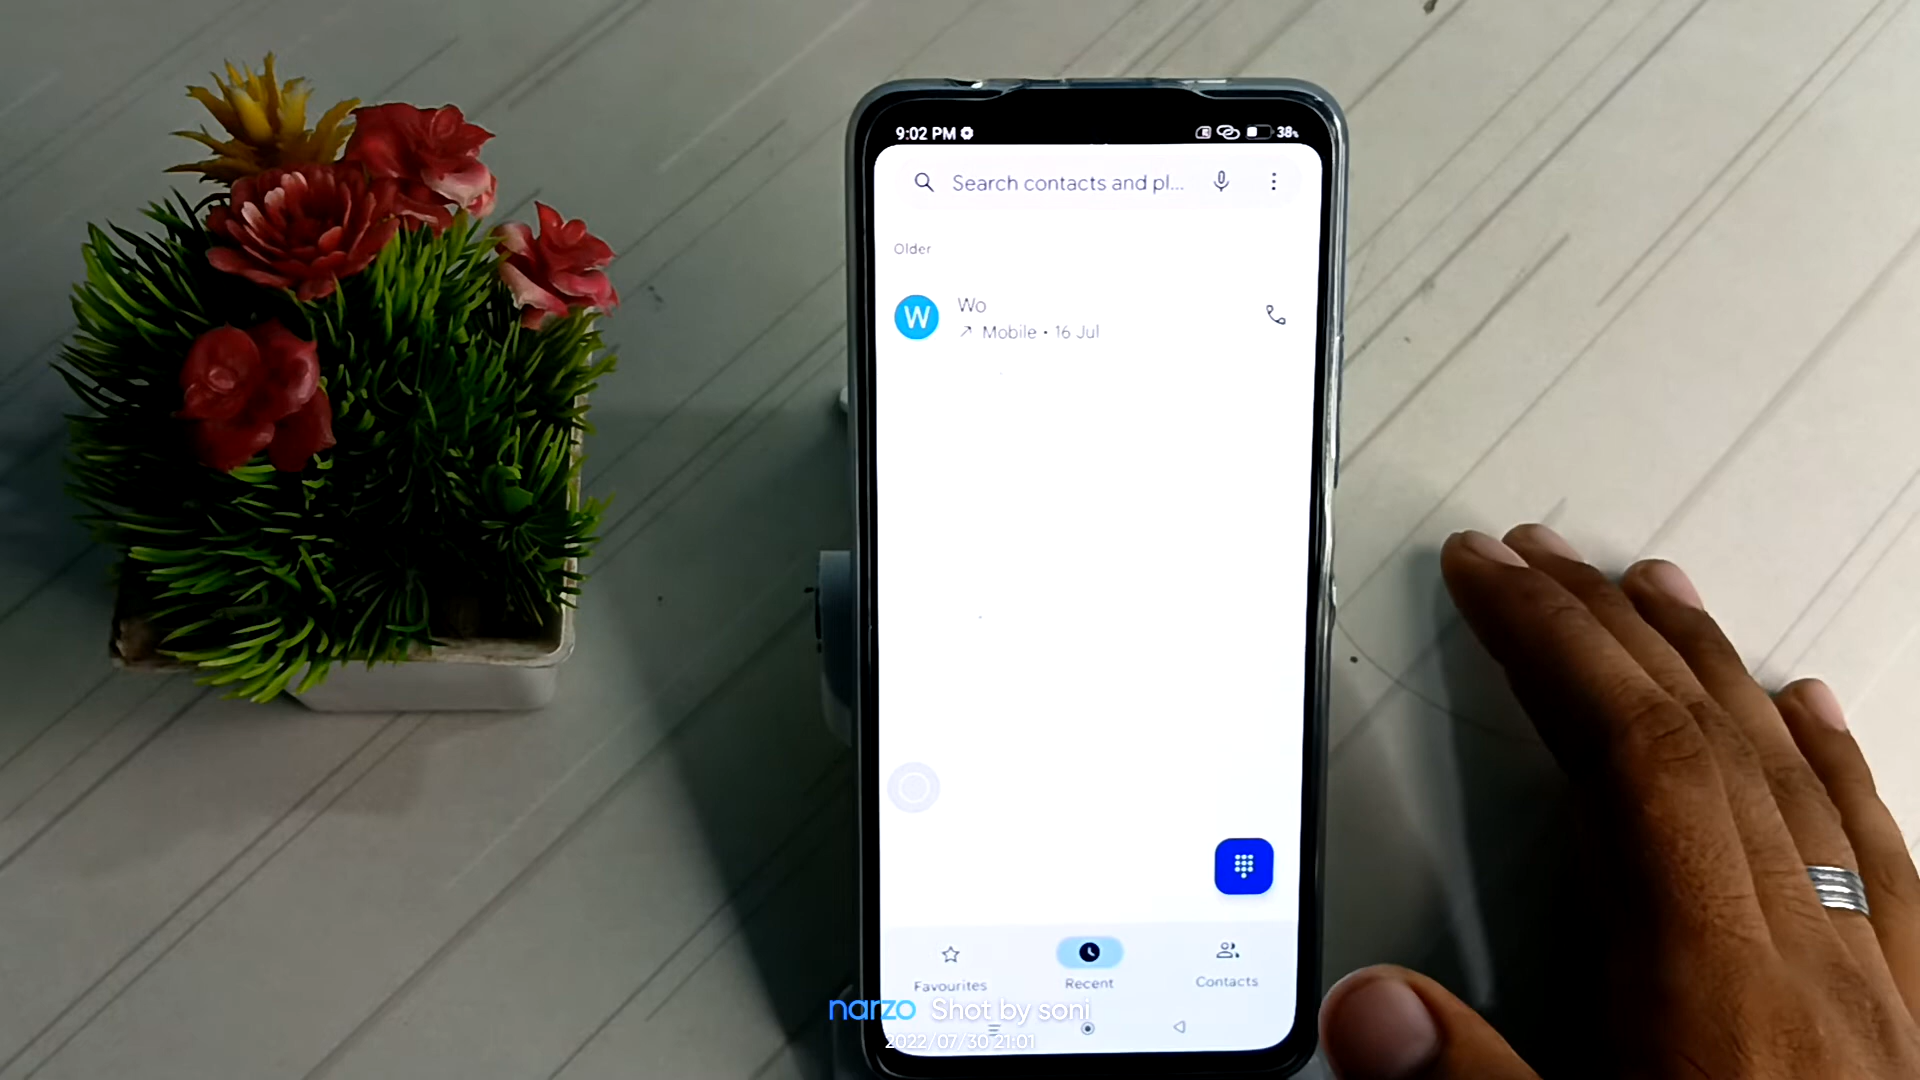 9:02 PM
38%
Search contacts and pl...
Older
W
Wo
Mobile • 16 Jul
Favourites
Recent
Contacts
narzo Shot by soni
2022/07/30 21:01